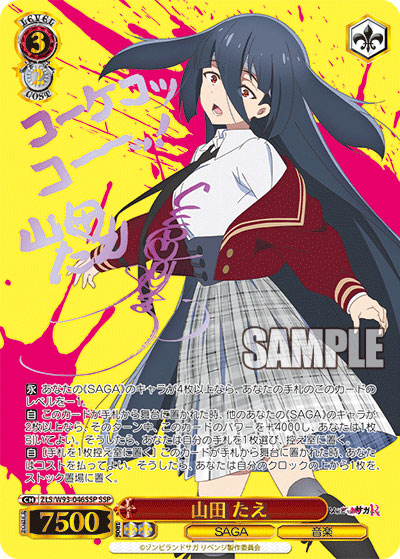 LEVEL
3
2
COST
コーケコッ
コーーッ!
山田
たえ
SAMPLE
永 あなたの《SAGA》のキャラが4枚以上なら、あなたの手札のこのカードの
レベルを－1。
自 このカードが手札から舞台に置かれた時、他のあなたの《SAGA》のキャラが
2枚以上なら、そのターン中、このカードのパワーを＋4000し、あなたは1枚
引いてよい。そうしたら、あなたは自分の手札を1枚選び、控え室に置く。
自 ［手札を1枚控え室に置く］ このカードが手札から舞台に置かれた時、あなた
はコストを払ってよい。そうしたら、あなたは自分のクロックの上から1枚を、
ストック置場に置く。
CH ZLS/W93-046SSP SSP
7500
POWER
山田 たえ
ゾンビランドサガR
SAGA
音楽
©ゾンビランドサガ リベンジ製作委員会